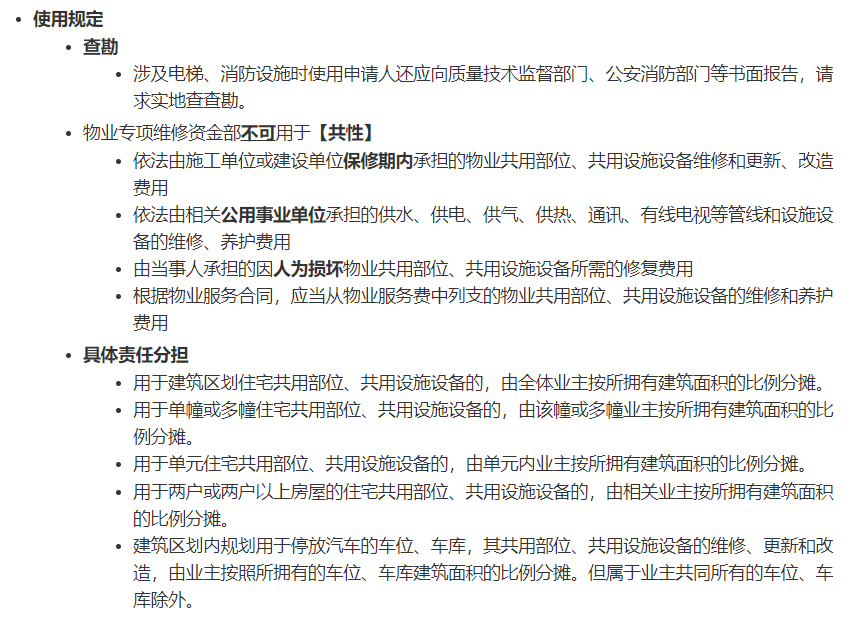 使用规定
查勘
涉及电梯、消防设施时使用申请人还应向质量技术监督部门、公安消防部门等书面报告，请
求实地查查勘。
物业专项维修资金部不可用于【共性】
依法由施工单位或建设单位保修期内承担的物业共用部位、共用设施设备维修和更新、改造
费用
依法由相关公用事业单位承担的供水、供电、供气、供热、通讯、有线电视等管线和设施设
备的维修、养护费用
由当事人承担的因人为损坏物业共用部位、共用设施设备所需的修复费用
根据物业服务合同，应当从物业服务费中列支的物业共用部位、共用设施设备的维修和养护
费用
具体责任分担
用于建筑区划住宅共用部位、共用设施设备的，由全体业主按所拥有建筑面积的比例分摊。
用于单幢或多幢住宅共用部位、共用设施设备的，由该幢或多幢业主按所拥有建筑面积的比
例分摊。
用于单元住宅共用部位、共用设施设备的，由单元内业主按所拥有建筑面积的比例分摊。
用于两户或两户以上房屋的住宅共用部位、共用设施设备的，由相关业主按所拥有建筑面积
的比例分摊。
建筑区划内规划用于停放汽车的车位、车库，其共用部位、共用设施设备的维修、更新和改
造，由业主按照所拥有的车位、车库建筑面积的比例分摊。但属于业主共同所有的车位、车
库除外。